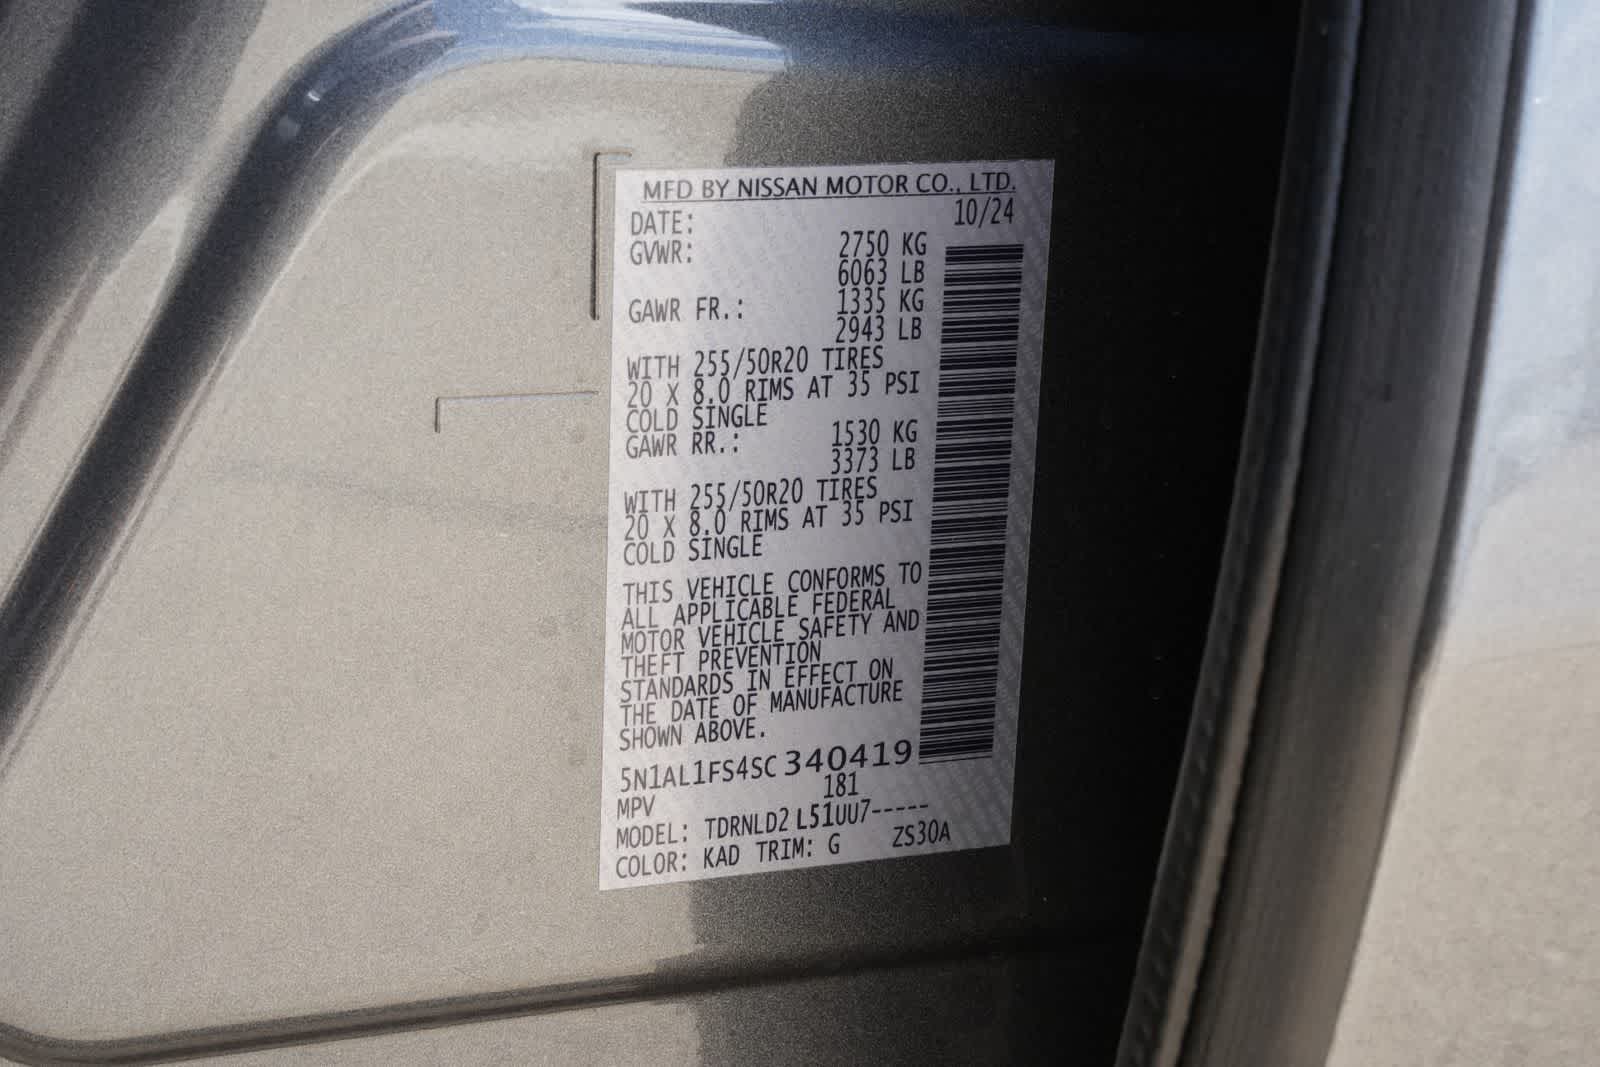 MFD BY NISSAN MOTOR CO., LTD.
DATE: 10/24
GVWR: 2750 KG
6063 LB
GAWR FR.: 1335 KG
2943 LB
WITH 255/50R20 TIRES
20 X 8.0 RIMS AT 35 PSI
COLD SINGLE
GAWR RR.: 1530 KG
3373 LB
WITH 255/50R20 TIRES
20 X 8.0 RIMS AT 35 PSI
COLD SINGLE
THIS VEHICLE CONFORMS TO
ALL APPLICABLE FEDERAL
MOTOR VEHICLE SAFETY AND
THEFT PREVENTION
STANDARDS IN EFFECT ON
THE DATE OF MANUFACTURE
SHOWN ABOVE.
5N1AL1FS4SC340419
MPV 181
MODEL: TDRNLD2 L51UU7-----
COLOR: KAD TRIM: G ZS30A